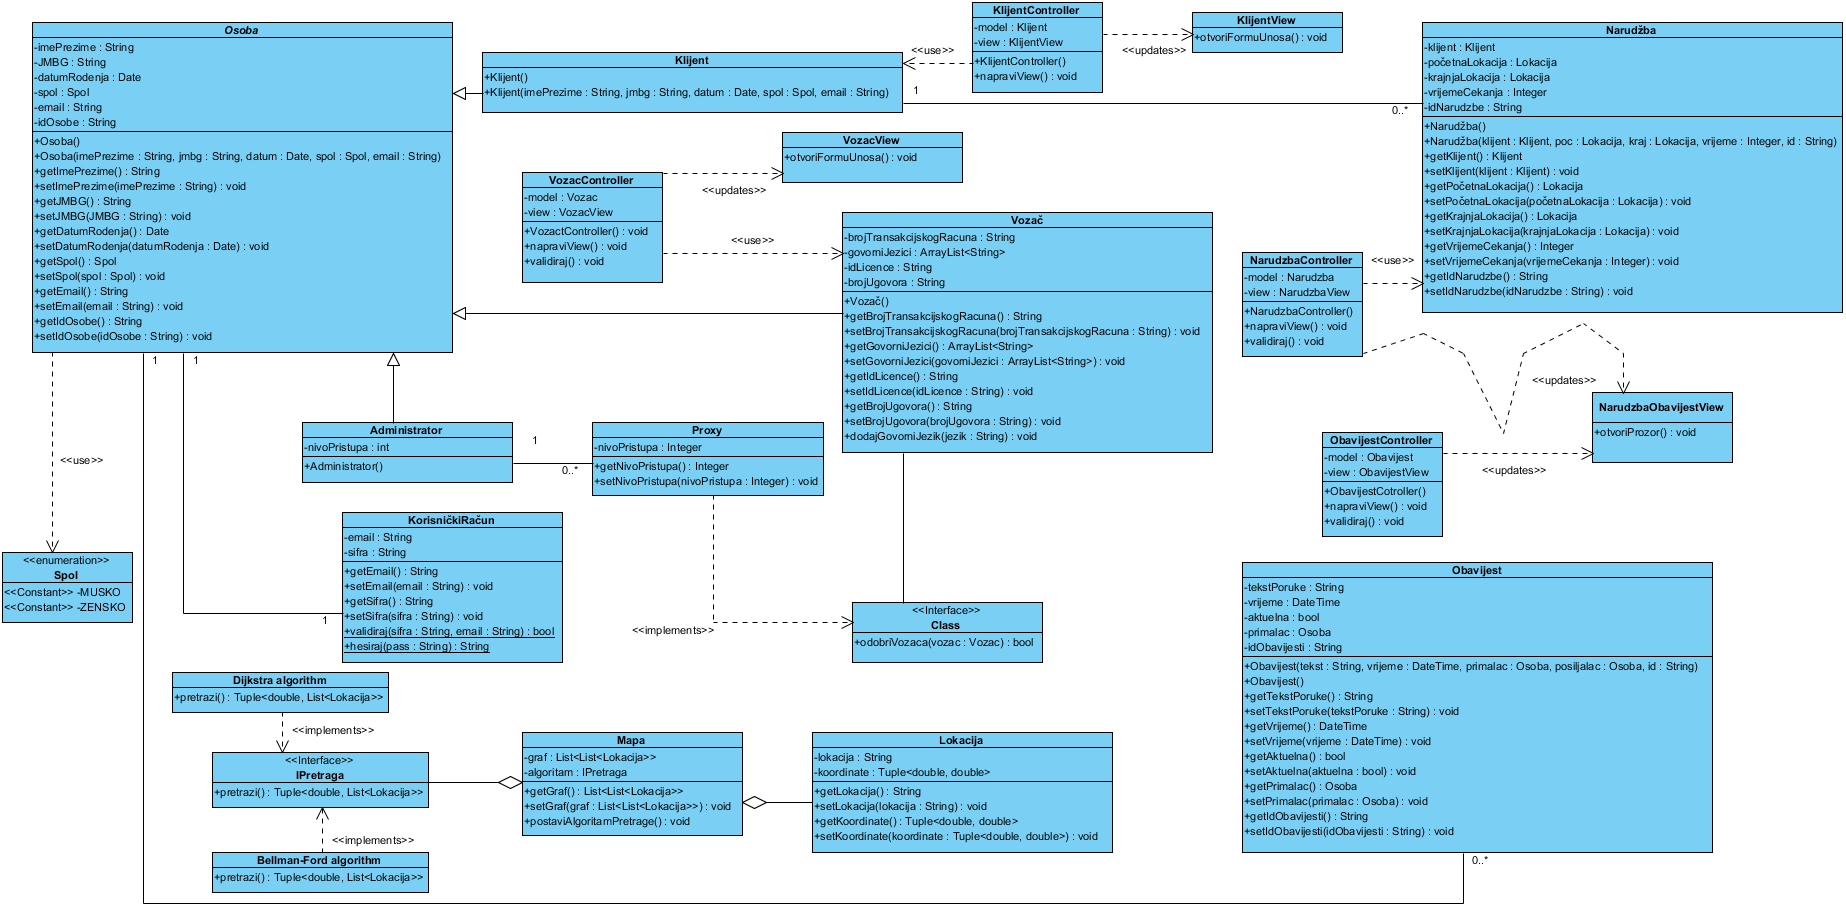 Osoba
-imePrezime : String
-JMBG : String
-datumRodenja : Date
-spol : Spol
-email : String
-idOsobe : String
+Osoba()
+Osoba(imePrezime : String, jmbg : String, datum : Date, spol : Spol, email : String)
+getImePrezime() : String
+setImePrezime(imePrezime : String) : void
+getJMBG() : String
+setJMBG(JMBG : String) : void
+getDatumRodenja() : Date
+setDatumRodenja(datumRodenja : Date) : void
+getSpol() : Spol
+setSpol(spol : Spol) : void
+getEmail() : String
+setEmail(email : String) : void
+getIdOsobe() : String
+setIdOsobe(idOsobe : String) : void
Klijent
+Klijent()
+Klijent(imePrezime : String, jmbg : String, datum : Date, spol : Spol, email : String)
<<use>>
KlijentController
-model : Klijent
-view : KlijentView
+KlijentController()
+napraviView() : void
<<updates>>
KlijentView
+otvoriFormuUnosa() : void
1
0..*
Narudžba
-klijent : Klijent
-početnaLokacija : Lokacija
-krajnjaLokacija : Lokacija
-vrijemeCekanja : Integer
-idNarudzbe : String
+Narudžba()
+Narudžba(klijent : Klijent, poc : Lokacija, kraj : Lokacija, vrijeme : Integer, id : String)
+getKlijent() : Klijent
+setKlijent(klijent : Klijent) : void
+getPočetnaLokacija() : Lokacija
+setPočetnaLokacija(početnaLokacija : Lokacija) : void
+getKrajnjaLokacija() : Lokacija
+setKrajnjaLokacija(krajnjaLokacija : Lokacija) : void
+getVrijemeCekanja() : Integer
+setVrijemeCekanja(vrijemeCekanja : Integer) : void
+getIdNarudzbe() : String
+setIdNarudzbe(idNarudzbe : String) : void
VozacView
+otvoriFormuUnosa() : void
<<updates>>
VozacController
-model : Vozac
-view : VozacView
+VozactController() : void
+napraviView() : void
+validiraj() : void
<<use>>
Vozač
-brojTransakcijskogRacuna : String
-govorniJezici : ArrayList<String>
-idLicence : String
-brojUgovora : String
+Vozač()
+getBrojTransakcijskogRacuna() : String
+setBrojTransakcijskogRacuna(brojTransakcijskogRacuna : String) : void
+getGovorniJezici() : ArrayList<String>
+setGovorniJezici(govorniJezici : ArrayList<String>) : void
+getIdLicence() : String
+setIdLicence(idLicence : String) : void
+getBrojUgovora() : String
+setBrojUgovora(brojUgovora : String) : void
+dodajGovorniJezik(jezik : String) : void
NarudzbaController
-model : Narudzba
-view : NarudzbaView
+NarudzbaController()
+napraviView() : void
+validiraj() : void
<<use>>
<<updates>>
NarudzbaObavijestView
+otvoriProzor() : void
ObavijestController
-model : Obavijest
-view : ObavijestView
+ObavijestCotroller()
+napraviView() : void
+validiraj() : void
<<updates>>
1
1
<<use>>
Administrator
-nivoPristupa : int
+Administrator()
1
0..*
Proxy
-nivoPristupa : Integer
+getNivoPristupa() : Integer
+setNivoPristupa(nivoPristupa : Integer) : void
<<enumeration>>
Spol
<<Constant>> -MUSKO
<<Constant>> -ZENSKO
KorisničkiRačun
-email : String
-sifra : String
+getEmail() : String
+setEmail(email : String) : void
+getSifra() : String
+setSifra(sifra : String) : void
+validiraj(sifra : String, email : String) : bool
+hesiraj(pass : String) : String
1
<<implements>>
<<Interface>>
Class
+odobriVozaca(vozac : Vozac) : bool
Obavijest
-tekstPoruke : String
-vrijeme : DateTime
-aktuelna : bool
-primalac : Osoba
-idObavijesti : String
+Obavijest(tekst : String, vrijeme : DateTime, primalac : Osoba, posiljalac : Osoba, id : String)
+Obavijest()
+getTekstPoruke() : String
+setTekstPoruke(tekstPoruke : String) : void
+getVrijeme() : DateTime
+setVrijeme(vrijeme : DateTime) : void
+getAktuelna() : bool
+setAktuelna(aktuelna : bool) : void
+getPrimalac() : Osoba
+setPrimalac(primalac : Osoba) : void
+getIdObavijesti() : String
+setIdObavijesti(idObavijesti : String) : void
0..*
Dijkstra algorithm
+pretrazi() : Tuple<double, List<Lokacija>>
<<implements>>
<<Interface>>
IPretraga
+pretrazi() : Tuple<double, List<Lokacija>>
<<implements>>
Bellman-Ford algorithm
+pretrazi() : Tuple<double, List<Lokacija>>
Mapa
-graf : List<List<Lokacija>>
-algoritam : IPretraga
+getGraf() : List<List<Lokacija>>
+setGraf(graf : List<List<Lokacija>>) : void
+postaviAlgoritamPretrage() : void
Lokacija
-lokacija : String
-koordinate : Tuple<double, double>
+getLokacija() : String
+setLokacija(lokacija : String) : void
+getKoordinate() : Tuple<double, double>
+setKoordinate(koordinate : Tuple<double, double>) : void